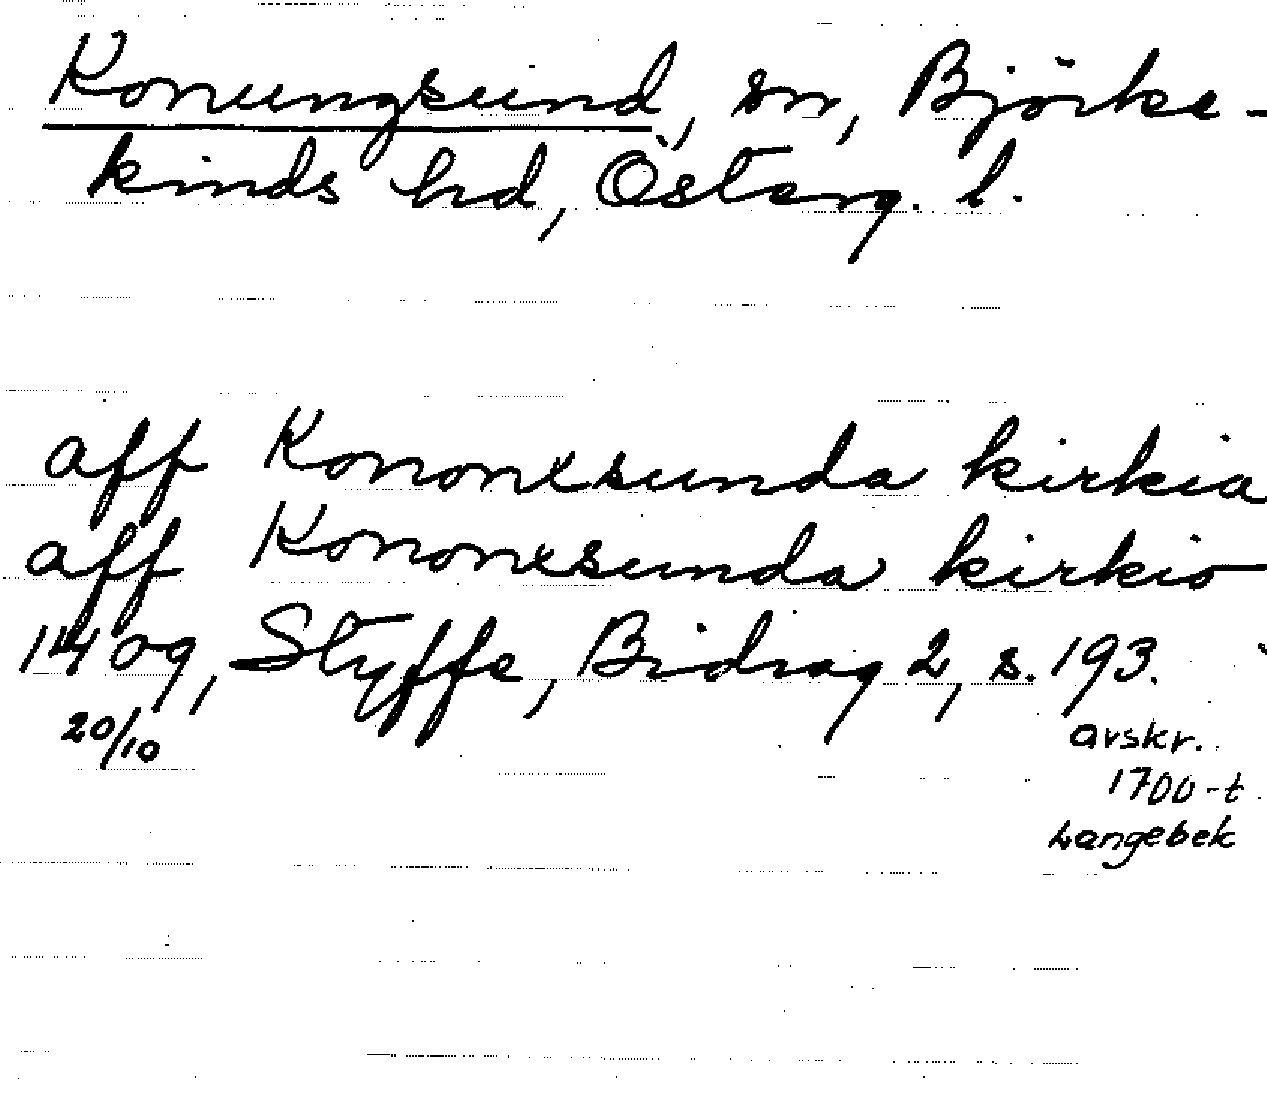 Konungsund, sn, Björke-
kinds hd, Österg. l.
aff Kononxsunda kirkia
aff Kononxsunda kirkio
1409, Styffe, Bidrag 2, s. 193.
20/10
avskr.
1700-t
Langebek